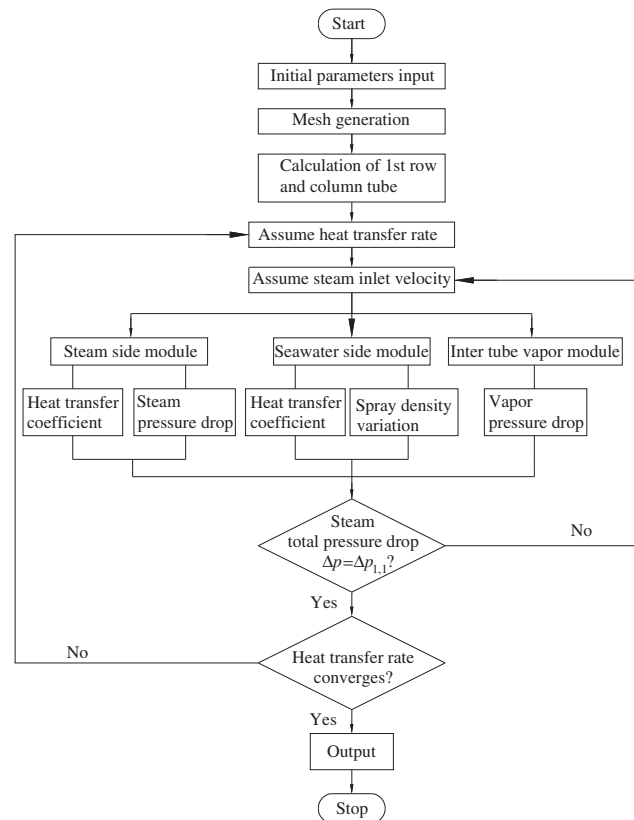 Start
Initial parameters input
Mesh generation
Calculation of 1st row
and column tube
Assume heat transfer rate
Assume steam inlet velocity
Steam side module
Seawater side module
Inter tube vapor module
Heat transfer
coefficient
Steam
pressure drop
Heat transfer
coefficient
Spray density
variation
Vapor
pressure drop
Steam
total pressure drop
Δp=Δp1,1?
No
Yes
Heat transfer rate
converges?
No
Yes
Output
Stop